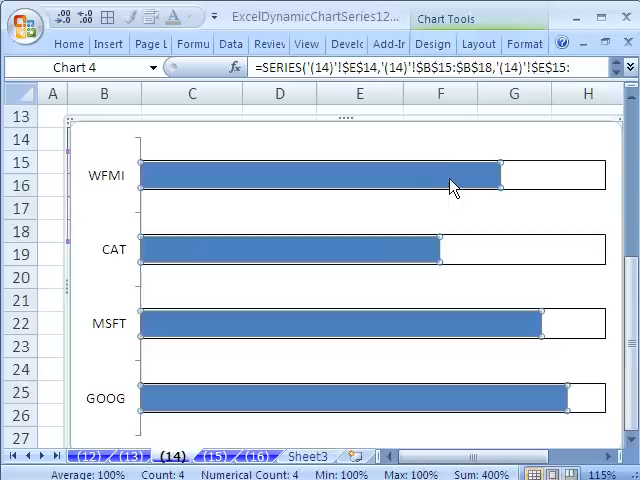 ExcelDynamicChartSeries12... Chart Tools
Home Insert Page L Formu Data Reviev View Develo Add-Ir Design Layout Format
Chart 4 fx =SERIES('(14)'!$E$14,'(14)'!$B$15:$B$18,'(14)'!$E$15:
A B C D E F G H
13
14
15
WFMI
16
17
18
CAT
19
20
21
MSFT
22
23
24
GOOG
25
26
27
(12) (13) (14) (15) (16) Sheet3
Average: 100% Count: 4 Numerical Count: 4 Min: 100% Max: 100% Sum: 400% 115%